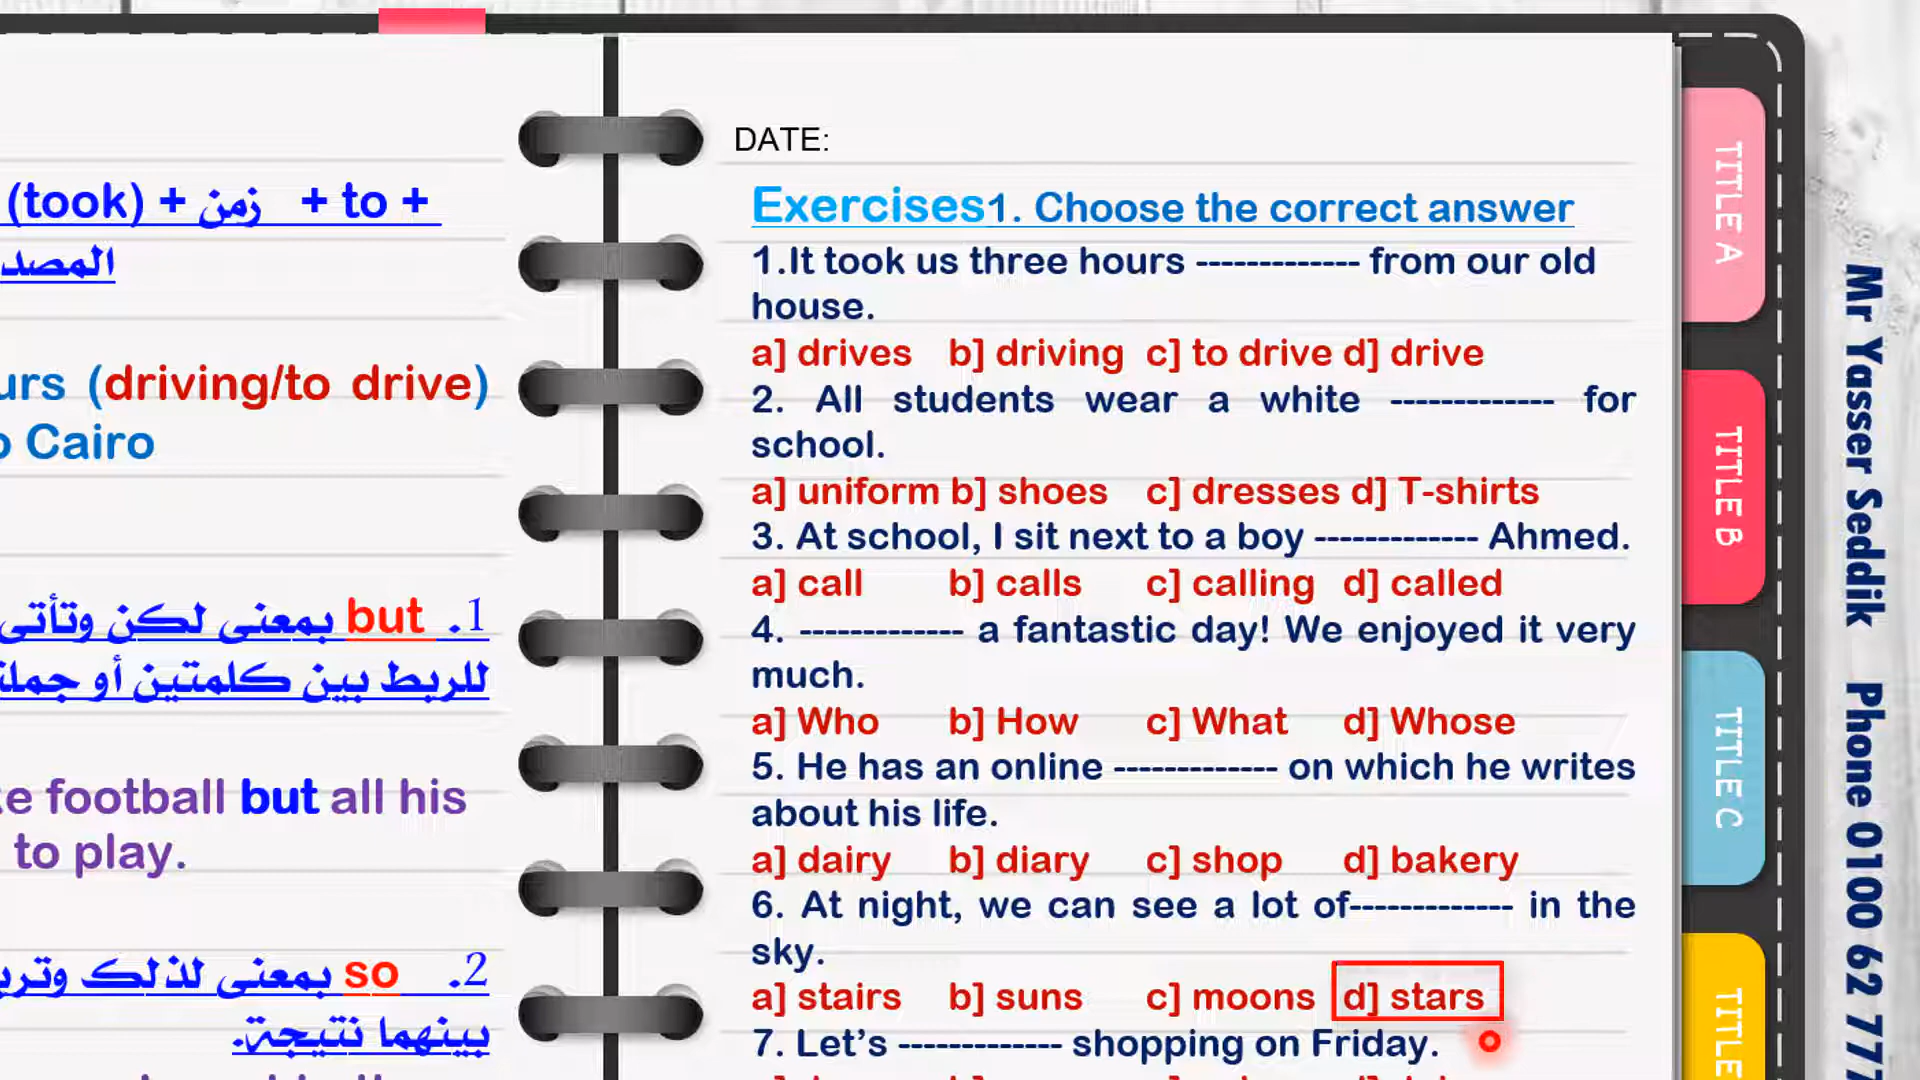 (took) + زمن + to +
المصد
urs (driving/to drive)
o Cairo
1. but بمعنى لكن وتأتى
للربط بين كلمتين أو جملت
e football but all his
to play.
2. so بمعنى لذلك وترب
بينهما نتيجة.
DATE:
Exercises1. Choose the correct answer
1.It took us three hours ------------- from our old
house.
a] drives b] driving c] to drive d] drive
2. All students wear a white ------------- for
school.
a] uniform b] shoes c] dresses d] T-shirts
3. At school, I sit next to a boy ------------- Ahmed.
a] call b] calls c] calling d] called
4. ------------- a fantastic day! We enjoyed it very
much.
a] Who b] How c] What d] Whose
5. He has an online ------------- on which he writes
about his life.
a] dairy b] diary c] shop d] bakery
6. At night, we can see a lot of------------- in the
sky.
a] stairs b] suns c] moons d] stars
7. Let’s ------------- shopping on Friday.
TITLE A
TITLE B
TITLE C
TITLE
Mr Yasser Seddik Phone 0100 62 777